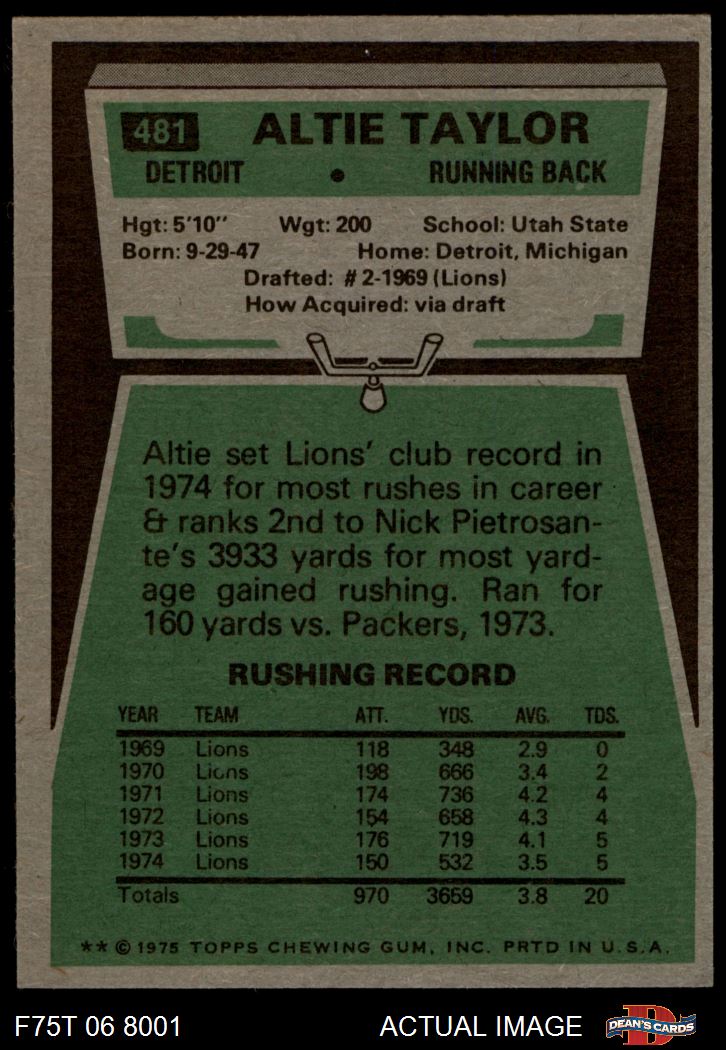 481 ALTIE TAYLOR
DETROIT • RUNNING BACK
Hgt: 5'10" Wgt: 200 School: Utah State
Born: 9-29-47 Home: Detroit, Michigan
Drafted: # 2-1969 (Lions)
How Acquired: via draft
Altie set Lions' club record in
1974 for most rushes in career
& ranks 2nd to Nick Pietrosan-
te's 3933 yards for most yard-
age gained rushing. Ran for
160 yards vs. Packers, 1973.
RUSHING RECORD
YEAR TEAM ATT. YDS. AVG. TDS.
1969 Lions 118 348 2.9 0
1970 Lions 198 666 3.4 2
1971 Lions 174 736 4.2 4
1972 Lions 154 658 4.3 4
1973 Lions 176 719 4.1 5
1974 Lions 150 532 3.5 5
Totals 970 3659 3.8 20
** © 1975 TOPPS CHEWING GUM, INC. PRTD IN U.S.A.
F75T 06 8001 ACTUAL IMAGE D DEAN'S CARDS